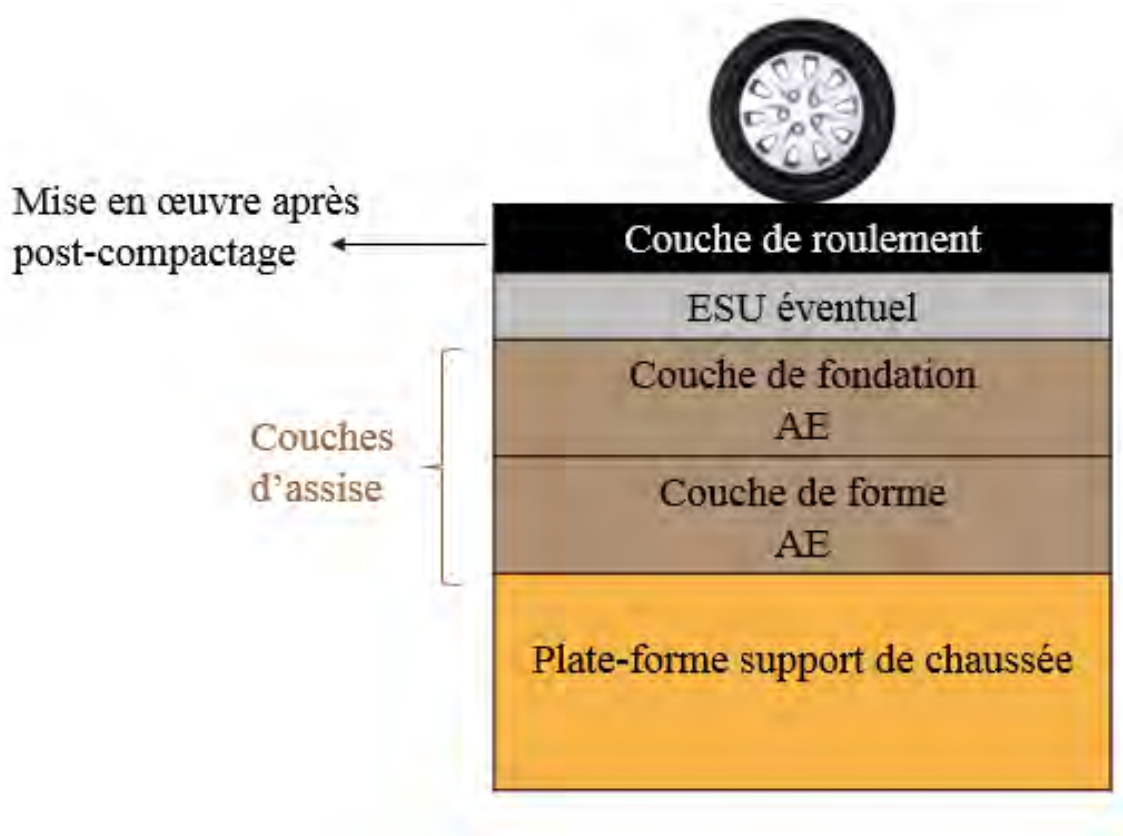 Mise en œuvre après
post-compactage
Couche de roulement
ESU éventuel
Couche de fondation
AE
Couches
d'assise
Couche de forme
AE
Plate-forme support de chaussée